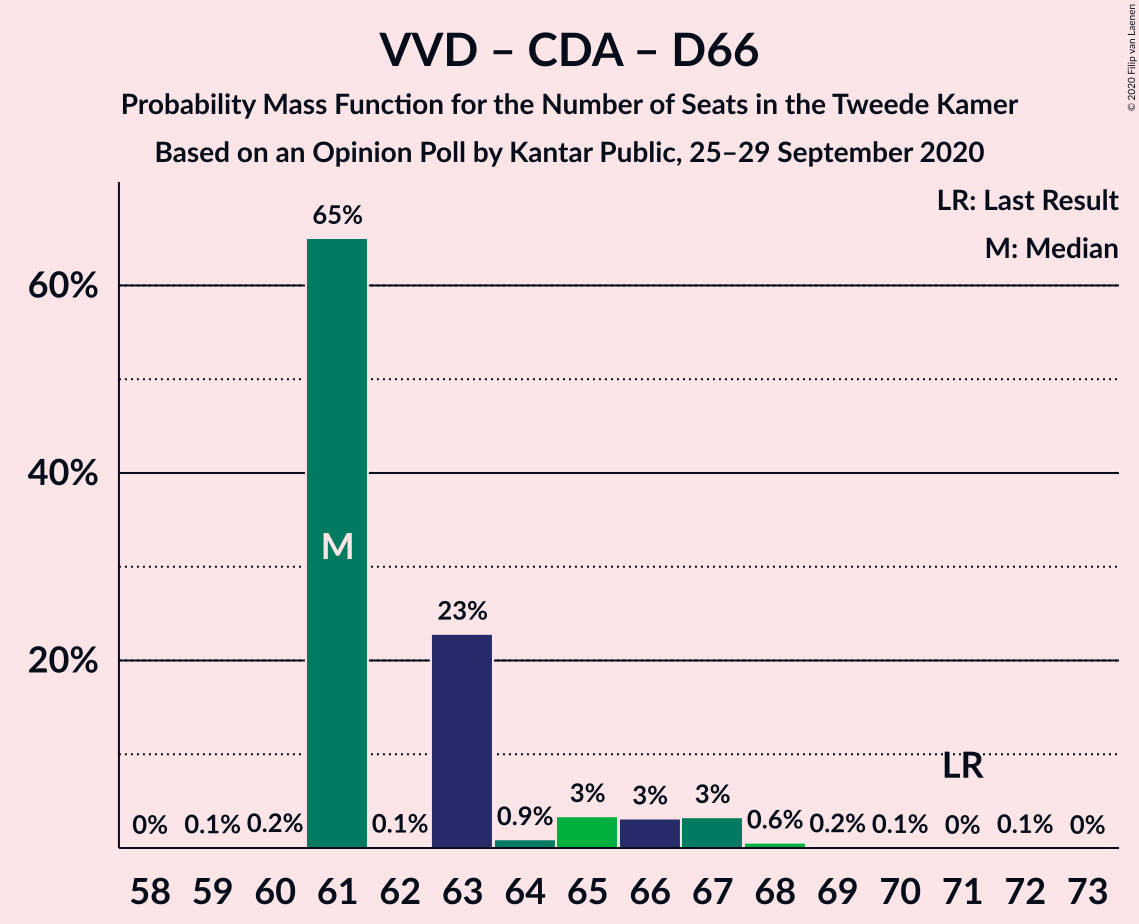 VVD – CDA – D66
Probability Mass Function for the Number of Seats in the Tweede Kamer
Based on an Opinion Poll by Kantar Public, 25–29 September 2020
© 2020 Filip van Laenen
LR: Last Result
M: Median
60%
40%
20%
0%
0.1%
0.2%
65%
0.1%
23%
0.9%
3%
3%
3%
0.6%
0.2%
0.1%
0%
0.1%
0%
M
LR
58 59 60 61 62 63 64 65 66 67 68 69 70 71 72 73